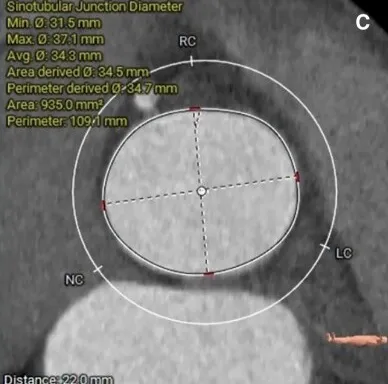 Sinotubular Junction Diameter
Min. Ø: 31.5 mm
Max. Ø: 37.1 mm
Avg. Ø: 34.3 mm
Area derived Ø: 34.5 mm
Perimeter derived Ø: 34.7 mm
Area: 935.0 mm²
Perimeter: 109.1 mm
C
RC
LC
NC
Distance: 22.0 mm